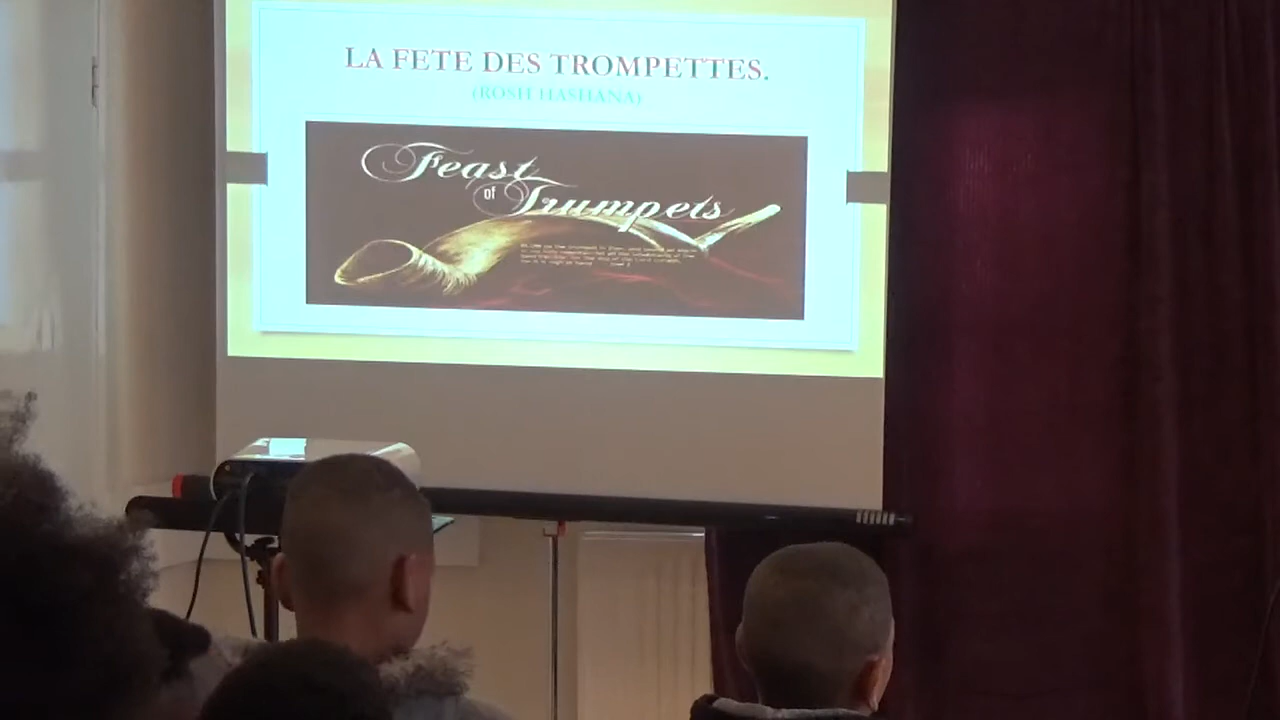 LA FETE DES TROMPETTES.
(ROSH HASHANA)
Feast
of
Trumpets